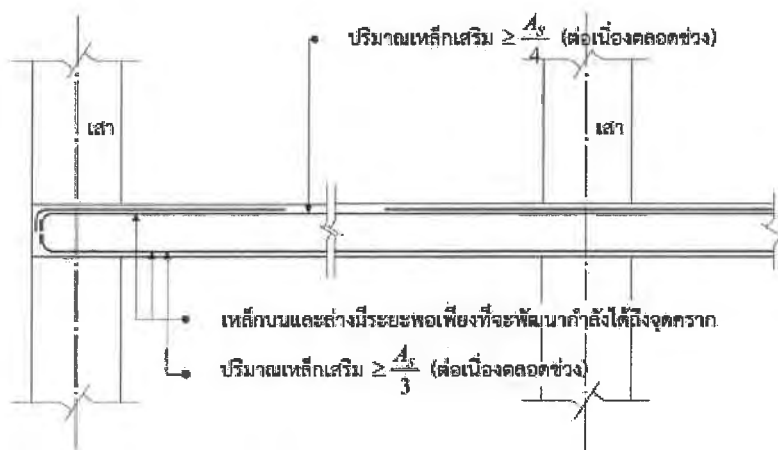 ปริมาณเหล็กเสริม ≥ A_S/4 (ต่อเนื่องตลอดช่วง)
เสา
เสา
เหล็กบนและล่างมีระยะพอเพียงที่จะพัฒนากำลังได้ถึงจุดคราก
ปริมาณเหล็กเสริม ≥ A_S/3 (ต่อเนื่องตลอดช่วง)